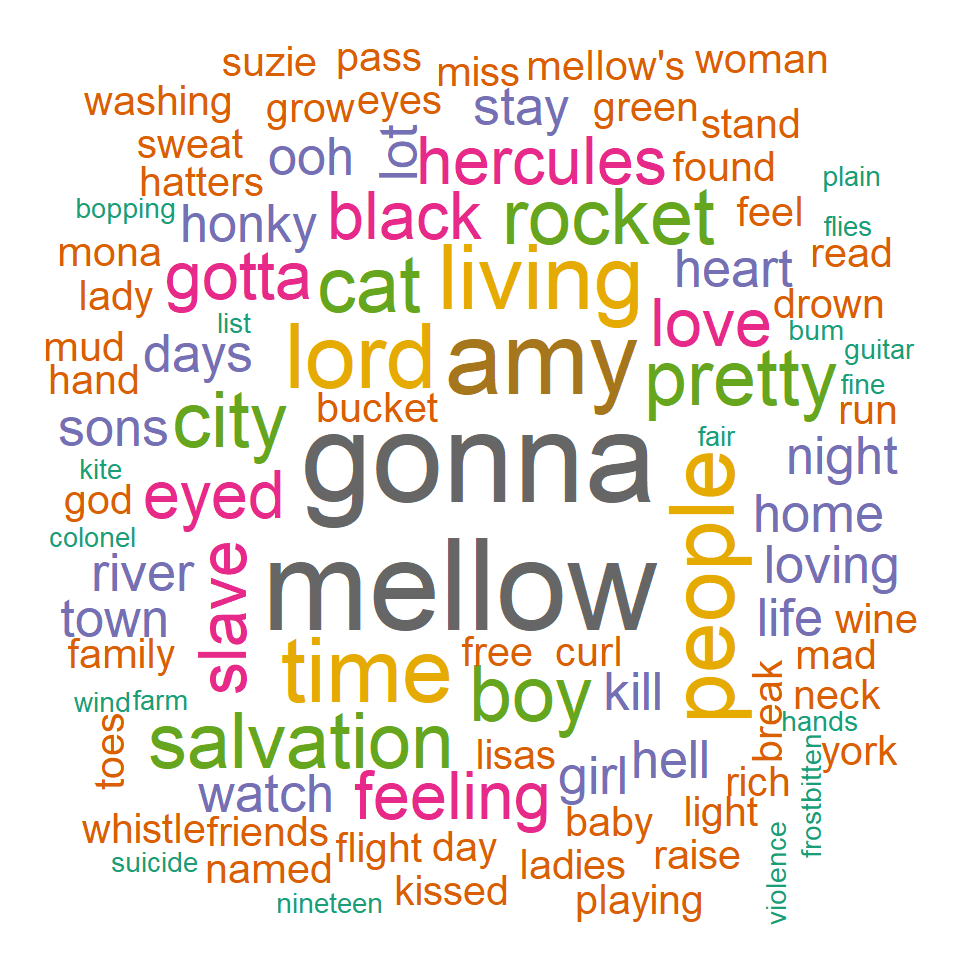 suzie pass miss mellow's woman
washing grow eyes stay green stand
sweat ooh lot hercules found plain
hatters
bopping honky black rocket feel flies
mona gotta cat living heart read
lady list lord amy love drown
mud days bum guitar
hand bucket pretty fine
sons city gonna fair run
kite night
god eyed people home
colonel
river slave mellow loving
town life wine
family time free curl mad
wind farm boy kill break neck
toes salvation lisas hands
watch feeling girl hell rich frostbitten york
whistle friends flight day baby light
suicide named ladies raise violence
nineteen kissed playing